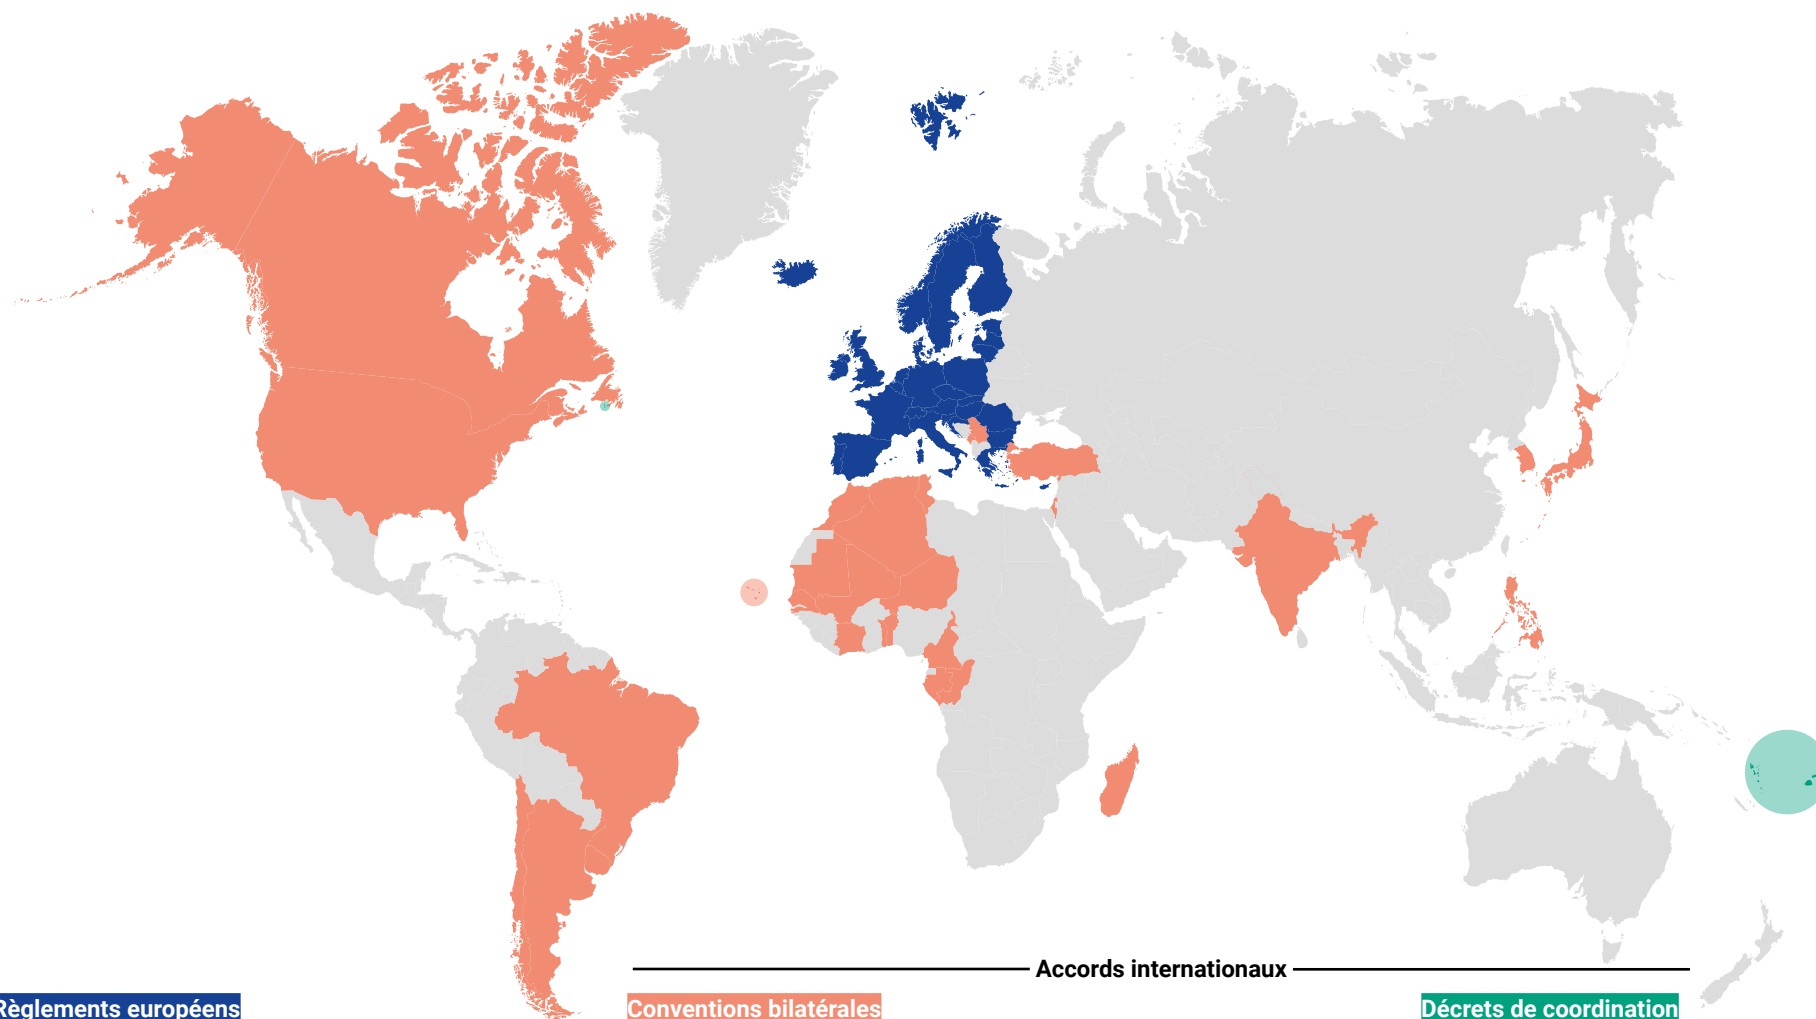 Accords internationaux
Règlements européens
Conventions bilatérales
Décrets de coordination